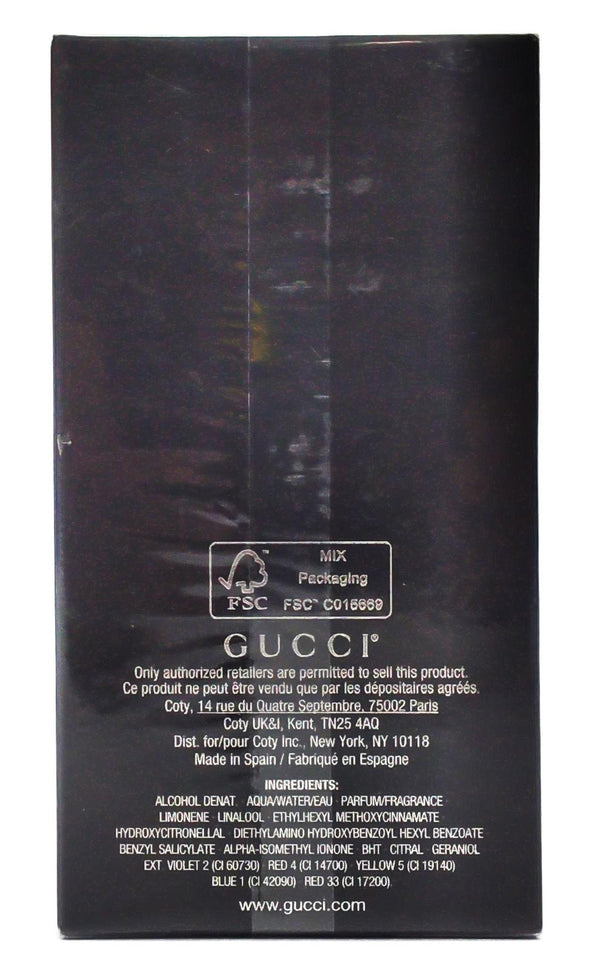 MIX
Packaging
FSC FSC™ C015669
GUCCI®
Only authorized retailers are permitted to sell this product.
Ce produit ne peut être vendu que par les dépositaires agréés.
Coty, 14 rue du Quatre Septembre, 75002 Paris
Coty UK&I, Kent, TN25 4AQ
Dist. for/pour Coty Inc., New York, NY 10118
Made in Spain / Fabriqué en Espagne
INGREDIENTS:
ALCOHOL DENAT · AQUA/WATER/EAU · PARFUM/FRAGRANCE
LIMONENE · LINALOOL · ETHYLHEXYL METHOXYCINNAMATE
HYDROXYCITRONELLAL · DIETHYLAMINO HYDROXYBENZOYL HEXYL BENZOATE
BENZYL SALICYLATE · ALPHA-ISOMETHYL IONONE · BHT · CITRAL · GERANIOL
EXT. VIOLET 2 (CI 60730) · RED 4 (CI 14700) · YELLOW 5 (CI 19140)
BLUE 1 (CI 42090) · RED 33 (CI 17200).
www.gucci.com